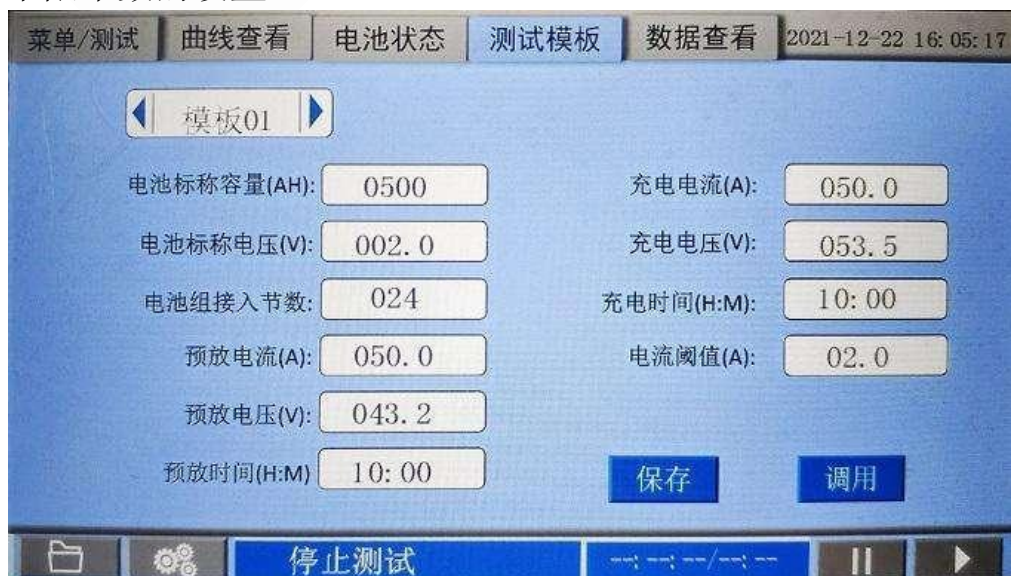 菜单/测试 曲线查看 电池状态 测试模板 数据查看 2021-12-22 16:05:17
模板01
电池标称容量(AH): 0500 充电电流(A): 050.0
电池标称电压(V): 002.0 充电电压(V): 053.5
电池组接入节数: 024 充电时间(H:M): 10:00
预放电流(A): 050.0 电流阈值(A): 02.0
预放电压(V): 043.2
预放时间(H:M) 10:00 保存 调用
停止测试 --:--:--/--:--